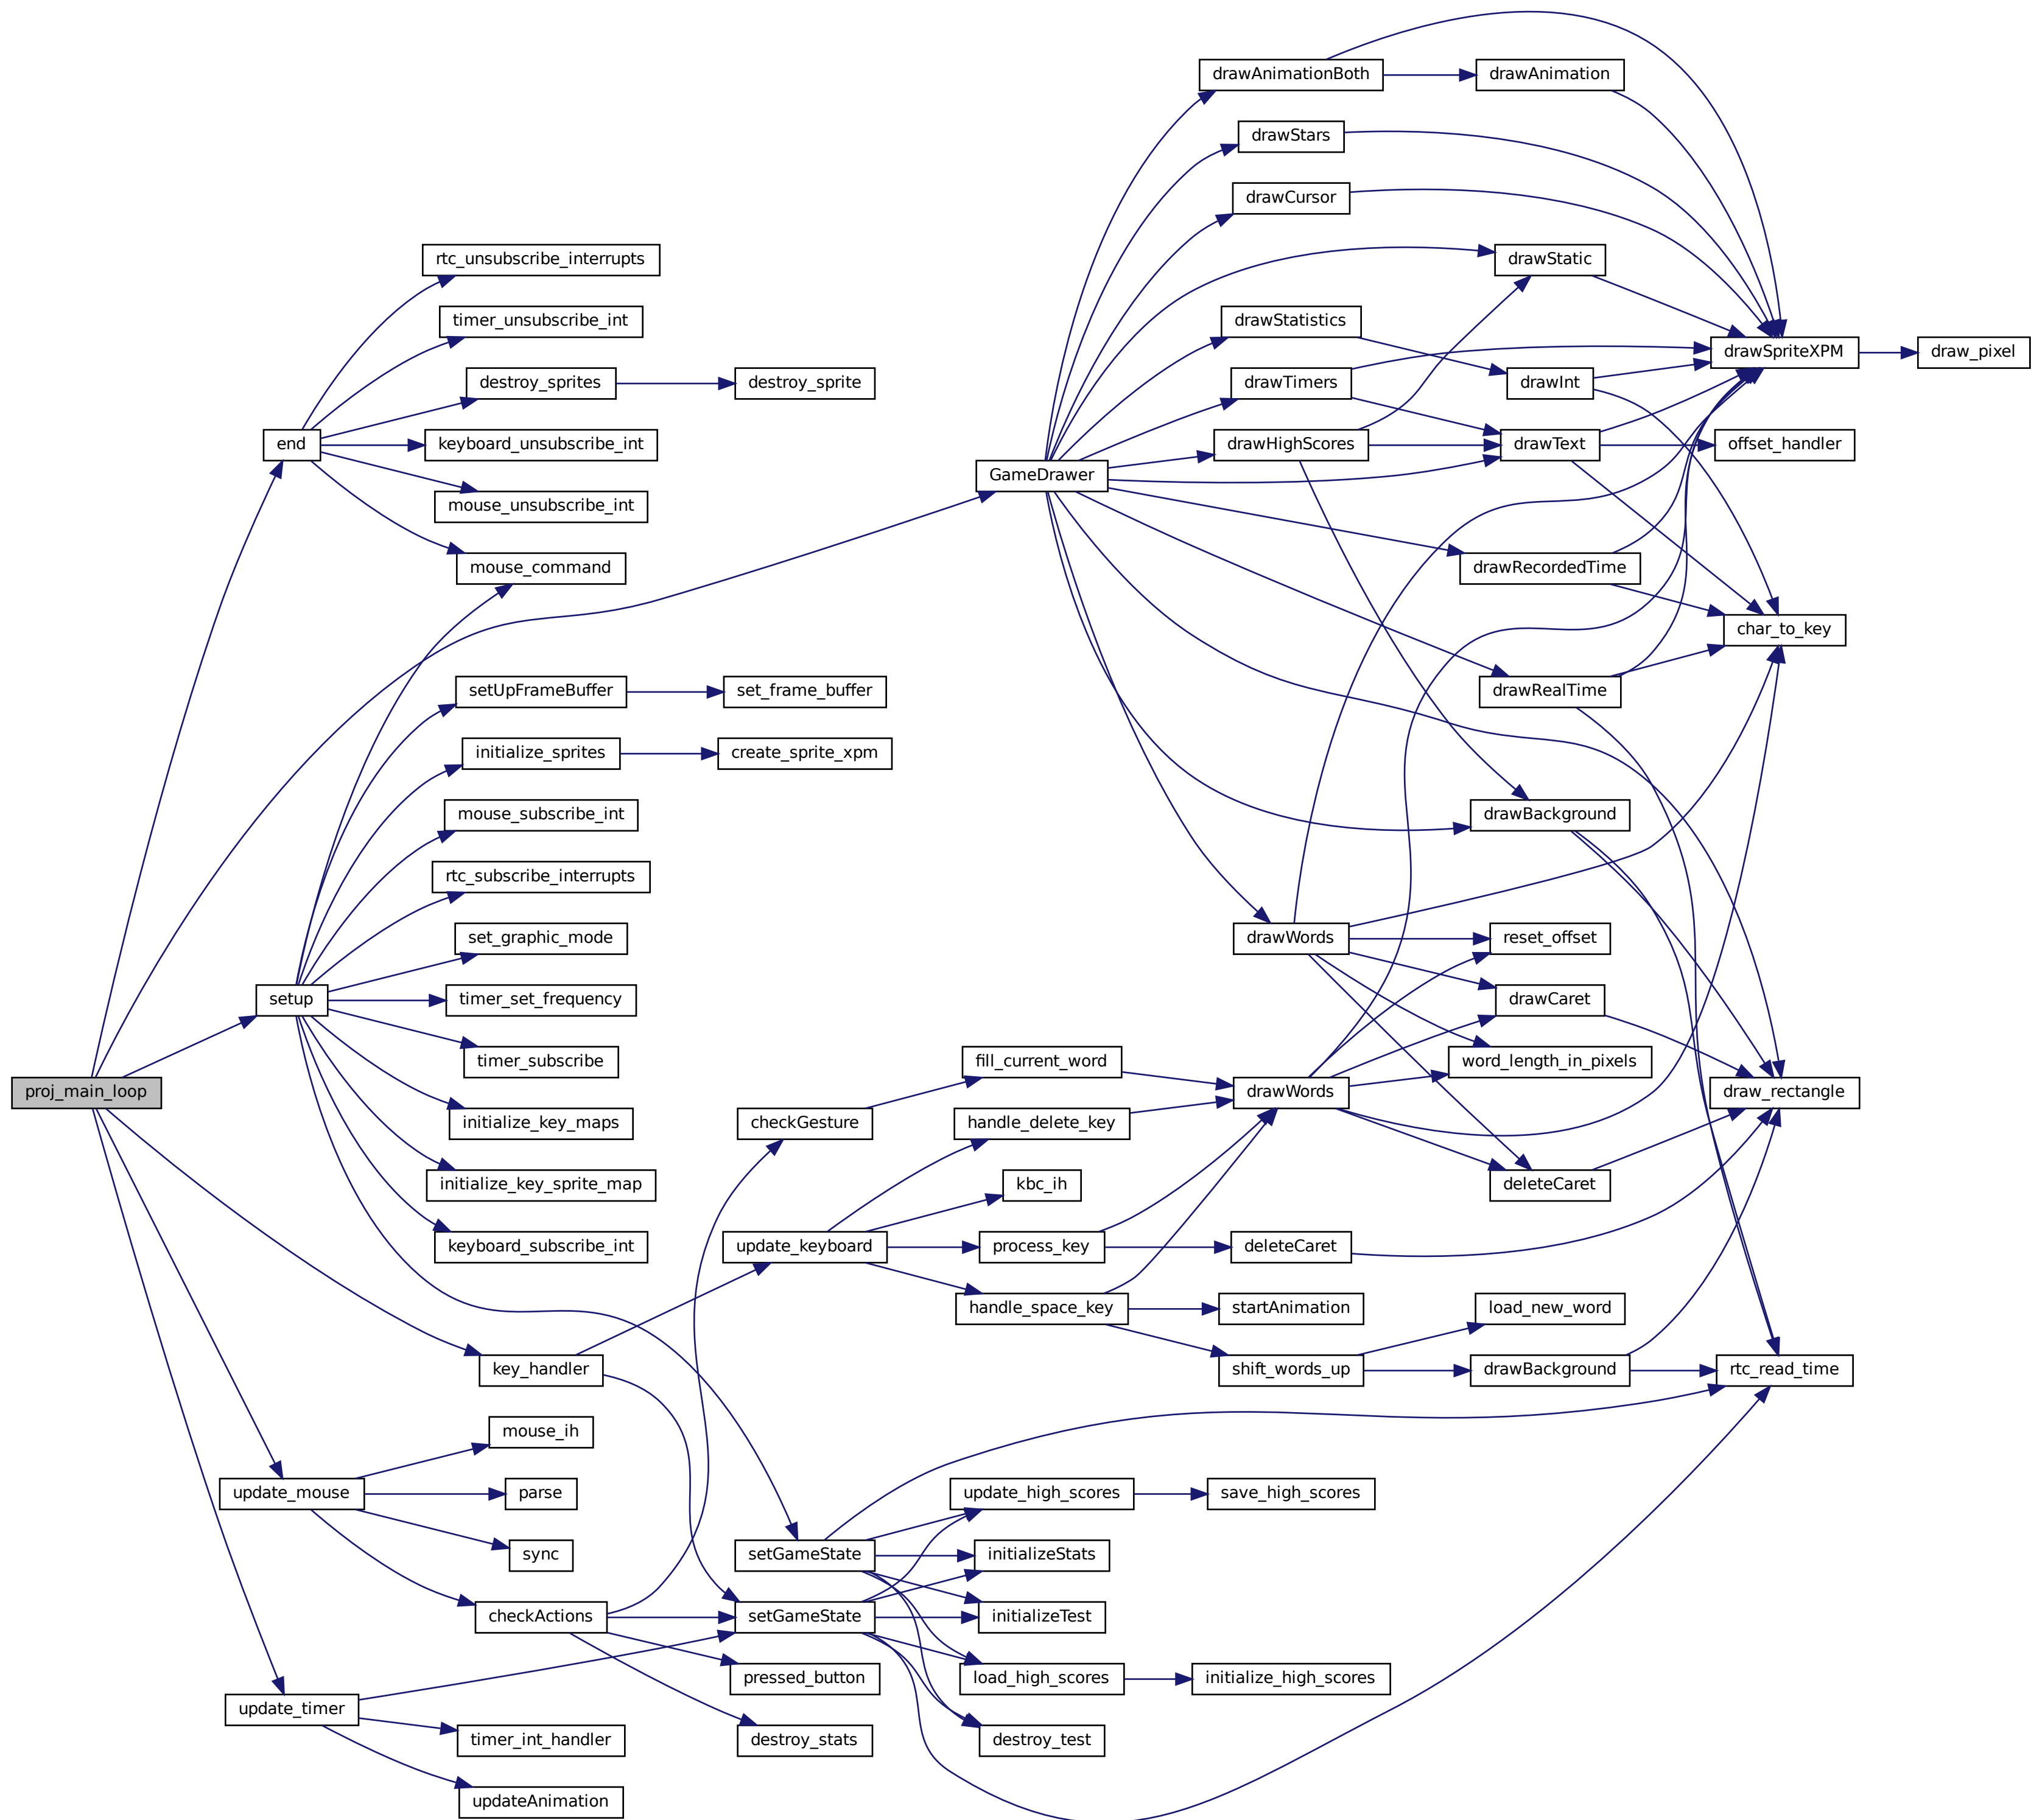 proj_main_loop
end
rtc_unsubscribe_interrupts
timer_unsubscribe_int
destroy_sprites
destroy_sprite
keyboard_unsubscribe_int
mouse_unsubscribe_int
mouse_command
setup
setUpFrameBuffer
set_frame_buffer
initialize_sprites
create_sprite_xpm
mouse_subscribe_int
rtc_subscribe_interrupts
set_graphic_mode
timer_set_frequency
timer_subscribe
initialize_key_maps
initialize_key_sprite_map
keyboard_subscribe_int
key_handler
update_mouse
mouse_ih
parse
sync
checkActions
update_timer
timer_int_handler
updateAnimation
checkGesture
update_keyboard
setGameState
setGameState
pressed_button
destroy_stats
fill_current_word
handle_delete_key
kbc_ih
process_key
handle_space_key
update_high_scores
initializeStats
initializeTest
load_high_scores
destroy_test
GameDrawer
drawAnimationBoth
drawAnimation
drawStars
drawCursor
drawStatic
drawStatistics
drawTimers
drawInt
drawHighScores
drawText
drawRecordedTime
drawRealTime
drawBackground
drawWords
reset_offset
drawCaret
word_length_in_pixels
drawWords
deleteCaret
deleteCaret
startAnimation
load_new_word
shift_words_up
drawBackground
save_high_scores
initialize_high_scores
drawSpriteXPM
draw_pixel
offset_handler
char_to_key
draw_rectangle
rtc_read_time